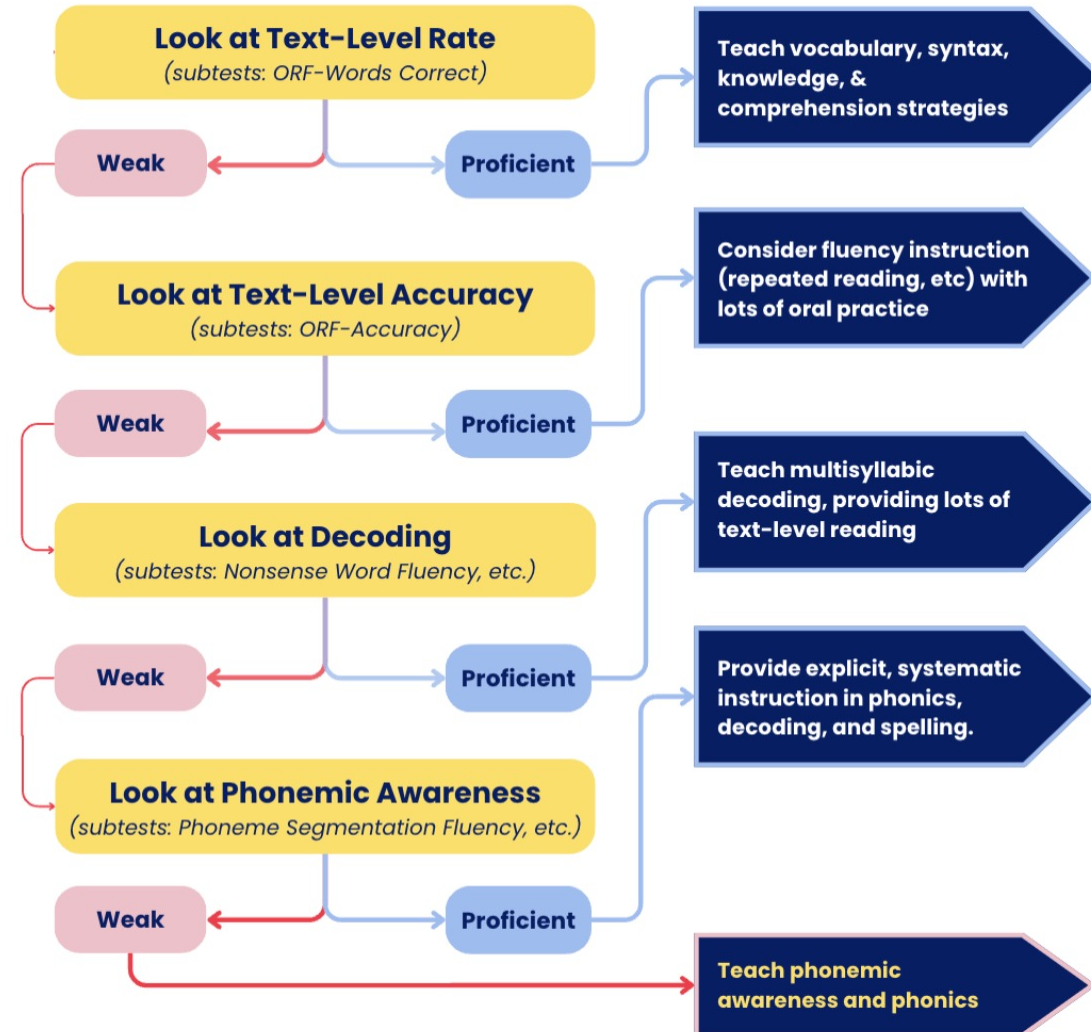 Look at Text-Level Rate
(subtests: ORF-Words Correct)
Teach vocabulary, syntax,
knowledge, &
comprehension strategies
Weak
Proficient
Look at Text-Level Accuracy
(subtests: ORF-Accuracy)
Consider fluency instruction
(repeated reading, etc) with
lots of oral practice
Weak
Proficient
Look at Decoding
(subtests: Nonsense Word Fluency, etc.)
Teach multisyllabic
decoding, providing lots of
text-level reading
Weak
Proficient
Look at Phonemic Awareness
(subtests: Phoneme Segmentation Fluency, etc.)
Provide explicit, systematic
instruction in phonics,
decoding, and spelling.
Weak
Proficient
Teach phonemic
awareness and phonics